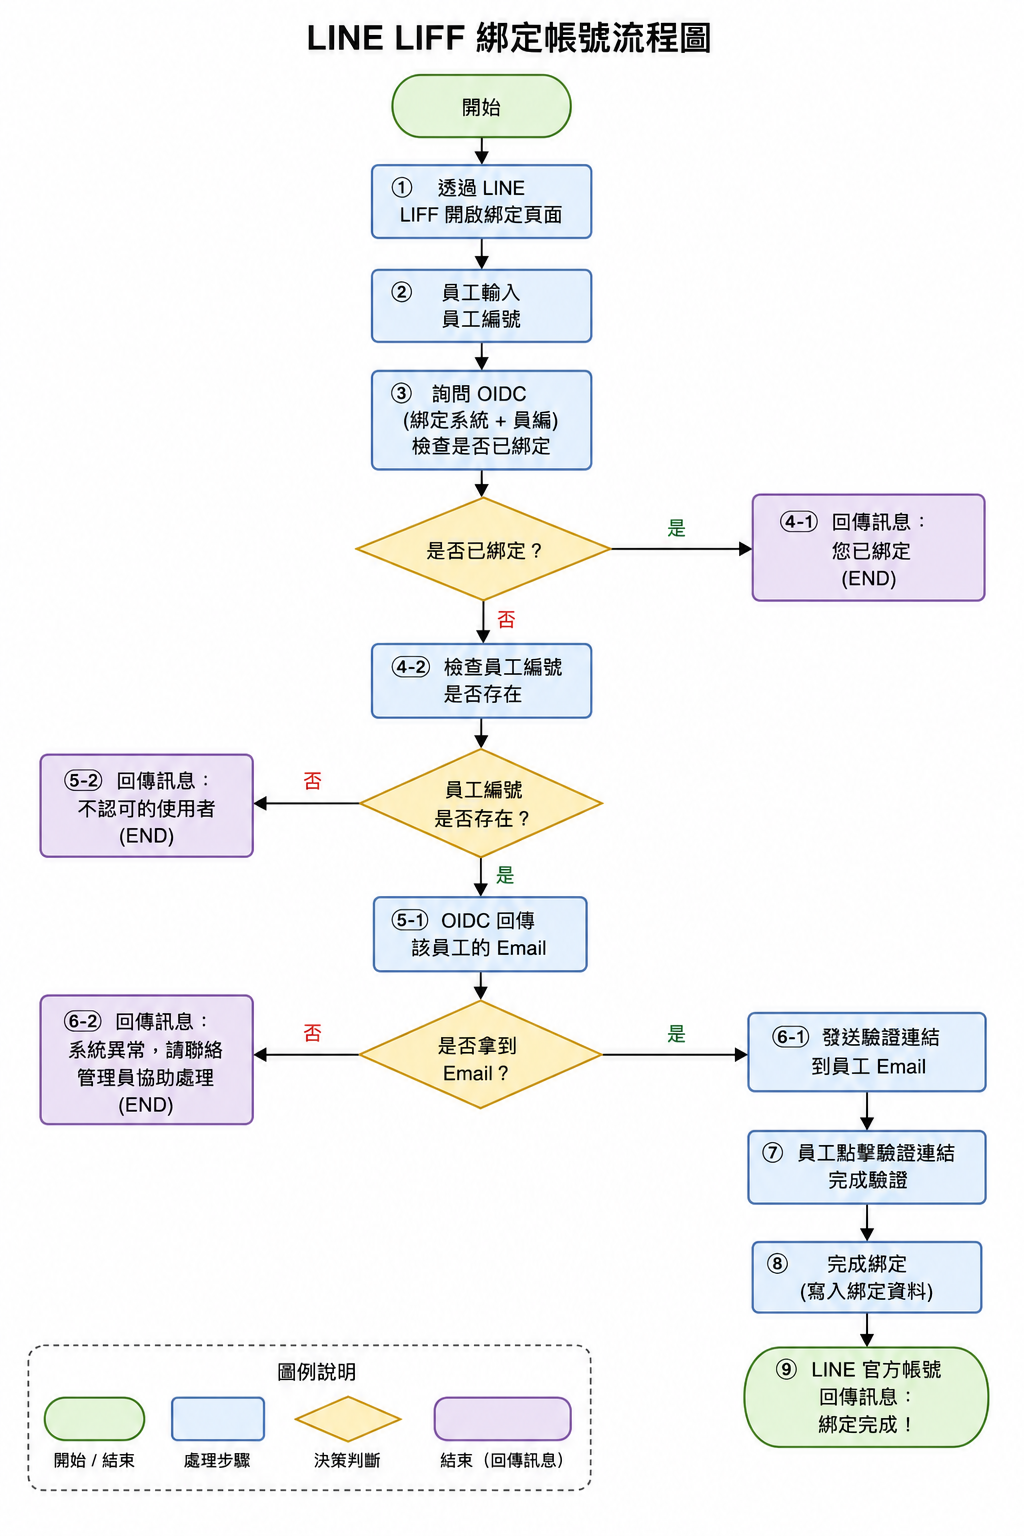 LINE LIFF 綁定帳號流程圖
開始
① 透過 LINE
LIFF 開啟綁定頁面
② 員工輸入
員工編號
③ 詢問 OIDC
(綁定系統 + 員編)
檢查是否已綁定
是否已綁定？
是
4-1 回傳訊息：
您已綁定
(END)
否
4-2 檢查員工編號
是否存在
員工編號
是否存在？
否
5-2 回傳訊息：
不認可的使用者
(END)
是
5-1 OIDC 回傳
該員工的 Email
是否拿到
Email？
否
6-2 回傳訊息：
系統異常，請聯絡
管理員協助處理
(END)
是
6-1 發送驗證連結
到員工 Email
⑦ 員工點擊驗證連結
完成驗證
⑧ 完成綁定
(寫入綁定資料)
⑨ LINE 官方帳號
回傳訊息：
綁定完成！
圖例說明
開始 / 結束
處理步驟
決策判斷
結束（回傳訊息）